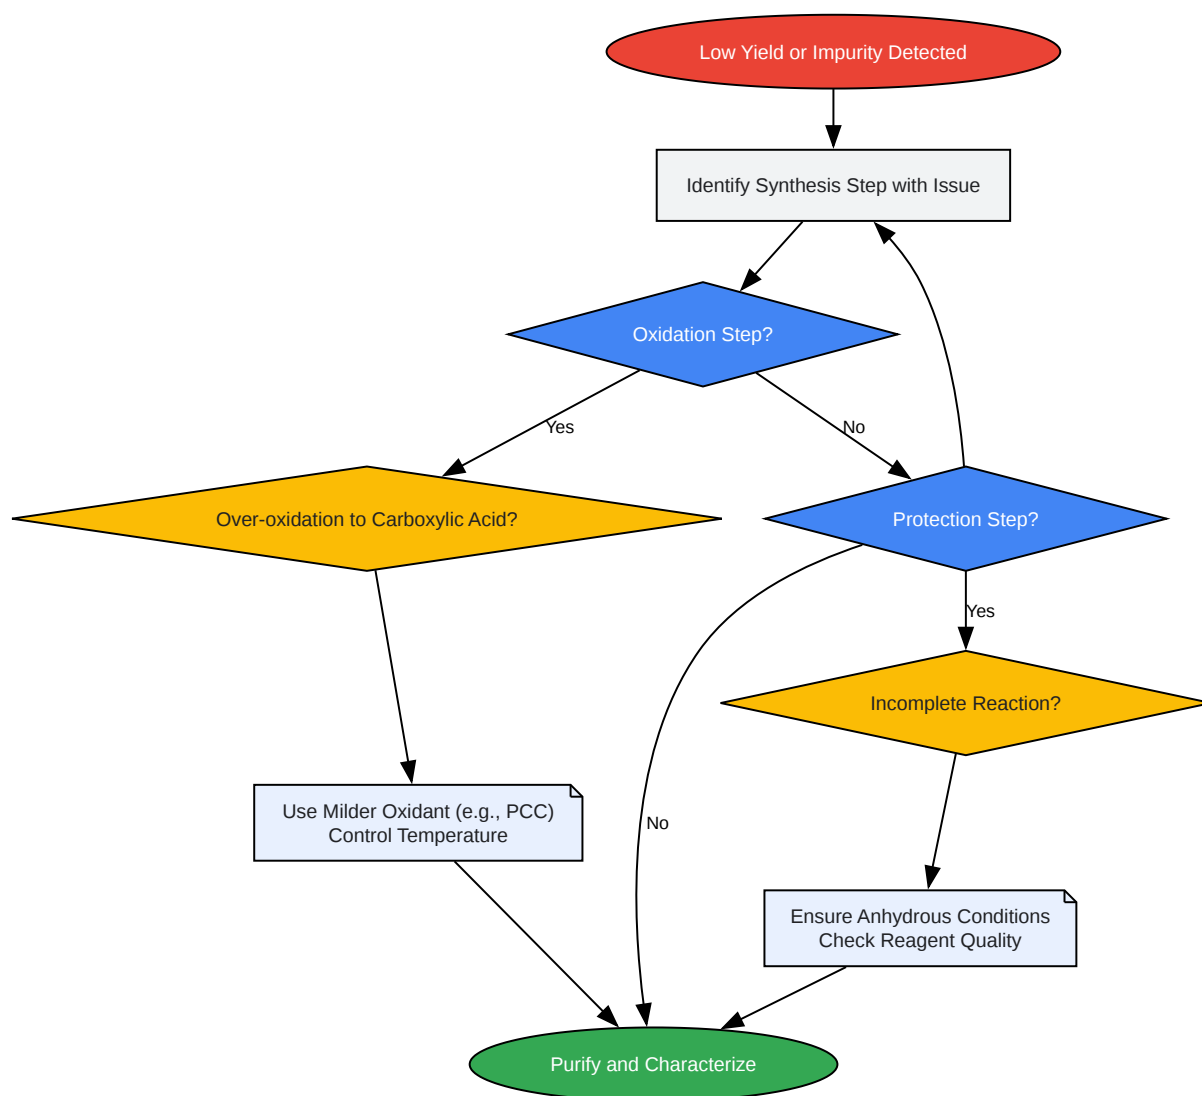 Low Yield or Impurity Detected
Identify Synthesis Step with Issue
Oxidation Step?
Yes
No
Over-oxidation to Carboxylic Acid?
Protection Step?
Yes
Incomplete Reaction?
Use Milder Oxidant (e.g., PCC)
Control Temperature
No
Ensure Anhydrous Conditions
Check Reagent Quality
Purify and Characterize